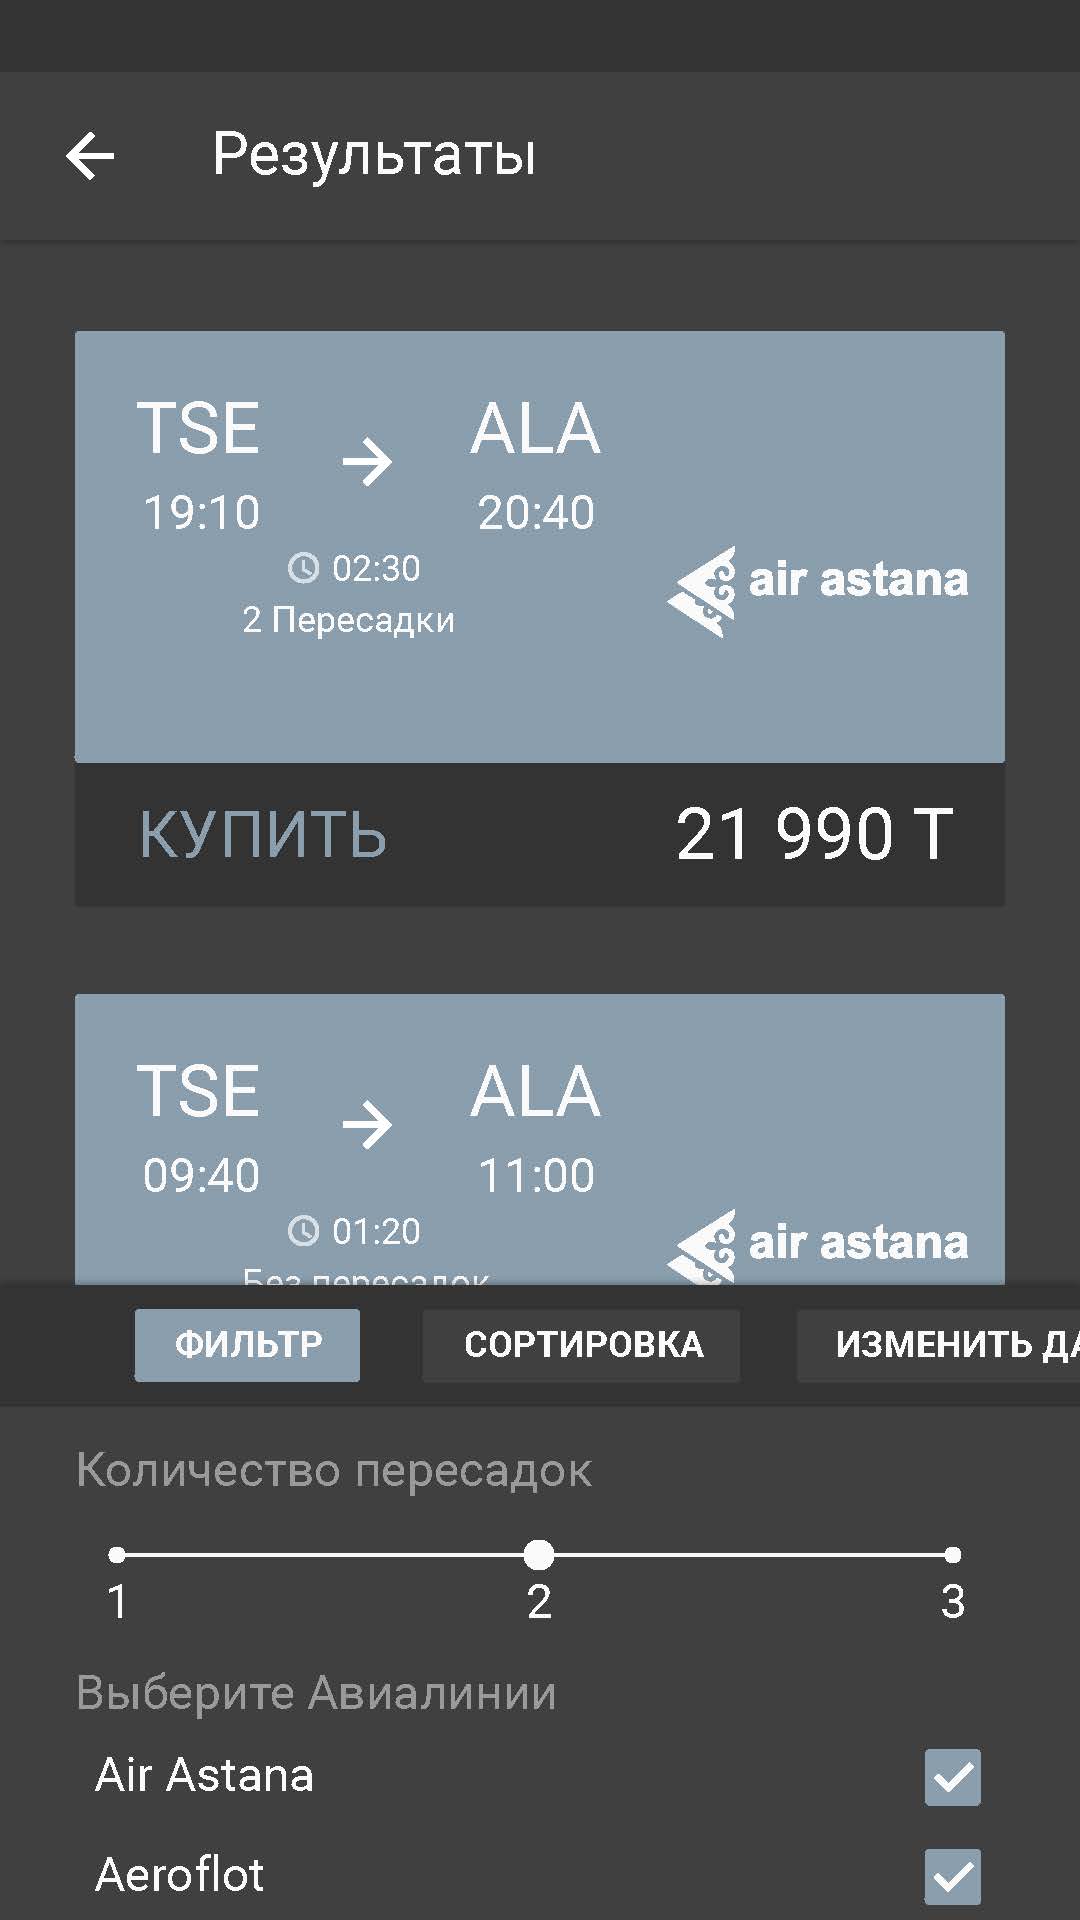 Результаты
TSE
ALA
19:10
20:40
02:30
2 Пересадки
air astana
КУПИТЬ
21 990 T
TSE
ALA
09:40
11:00
01:20
Без пересадок
air astana
ФИЛЬТР
СОРТИРОВКА
ИЗМЕНИТЬ ДА
Количество пересадок
1
2
3
Выберите Авиалинии
Air Astana
Aeroflot